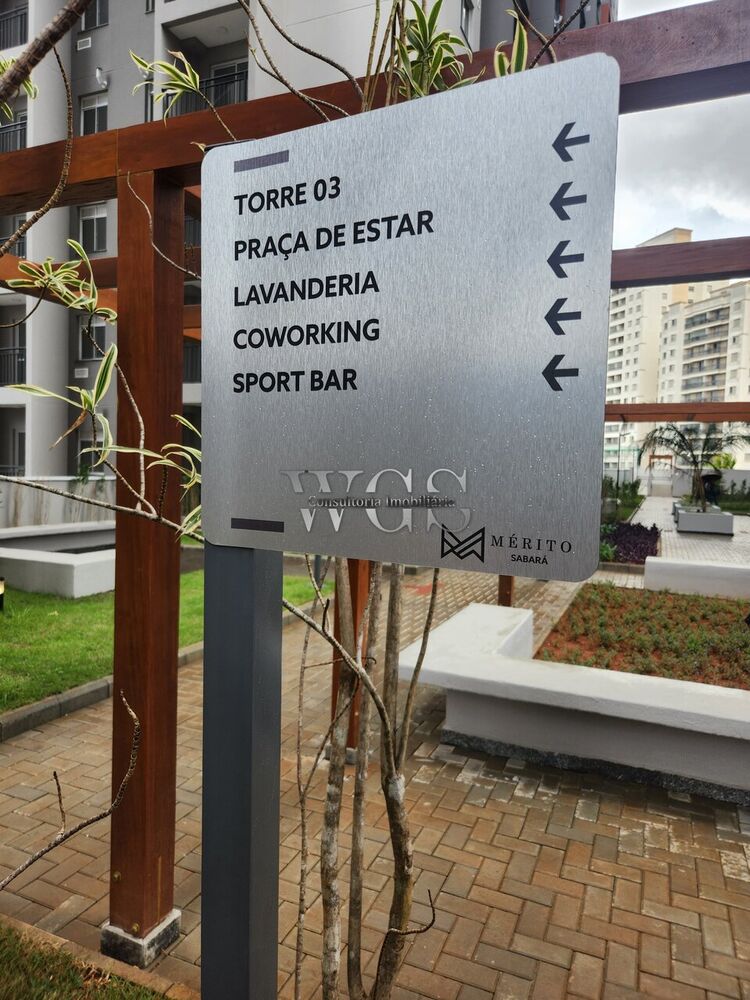 TORRE 03 ←
PRAÇA DE ESTAR ←
LAVANDERIA ←
COWORKING ←
SPORT BAR ←
WGS
Consultoria Imobiliária
MÉRITO
SABARÁ